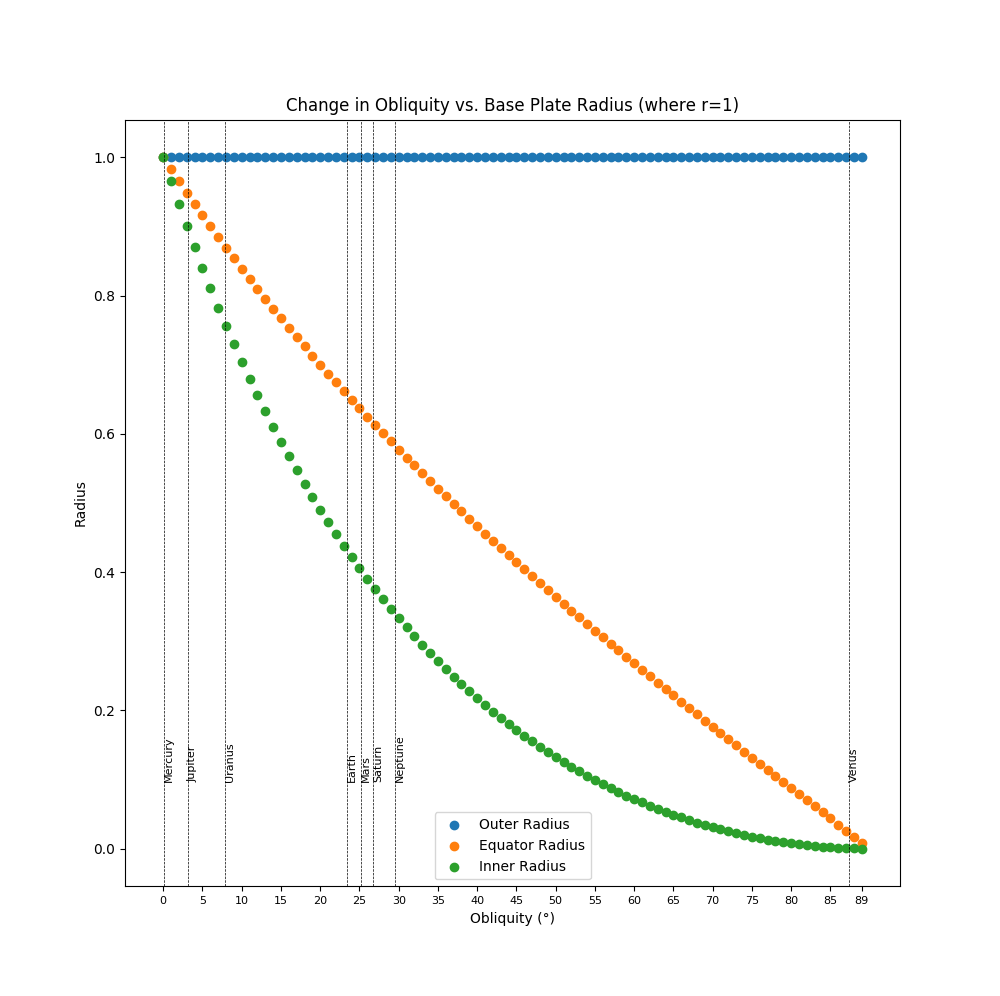 Change in Obliquity vs. Base Plate Radius (where r=1)
1.0
0.8
0.6
0.4
0.2
0.0
Radius
Mercury
Jupiter
Uranus
Earth
Mars
Saturn
Neptune
Venus
Outer Radius
Equator Radius
Inner Radius
0 5 10 15 20 25 30 35 40 45 50 55 60 65 70 75 80 85 89
Obliquity (°)